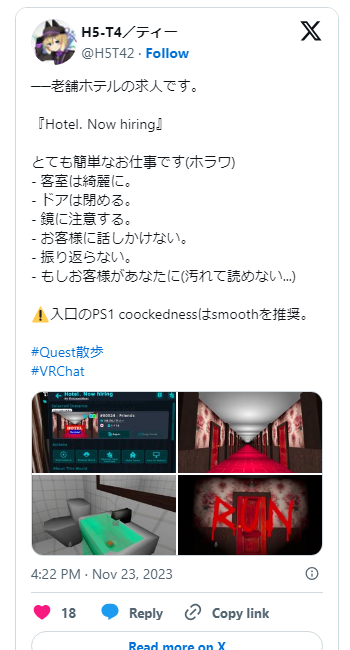 H5-T4／ティー
@H5T42 · Follow
──老舗ホテルの求人です。
『Hotel. Now hiring』
とても簡単なお仕事です(ホラワ)
- 客室は綺麗に。
- ドアは閉める。
- 鏡に注意する。
- お客様に話しかけない。
- 振り返らない。
- もしお客様があなたに(汚れて読めない...)
⚠️入口のPS1 coockednessはsmoothを推奨。
#Quest散歩
#VRChat
Hotel. Now hiring
RUN
4:22 PM · Nov 23, 2023
18 Reply Copy link
Read more on X